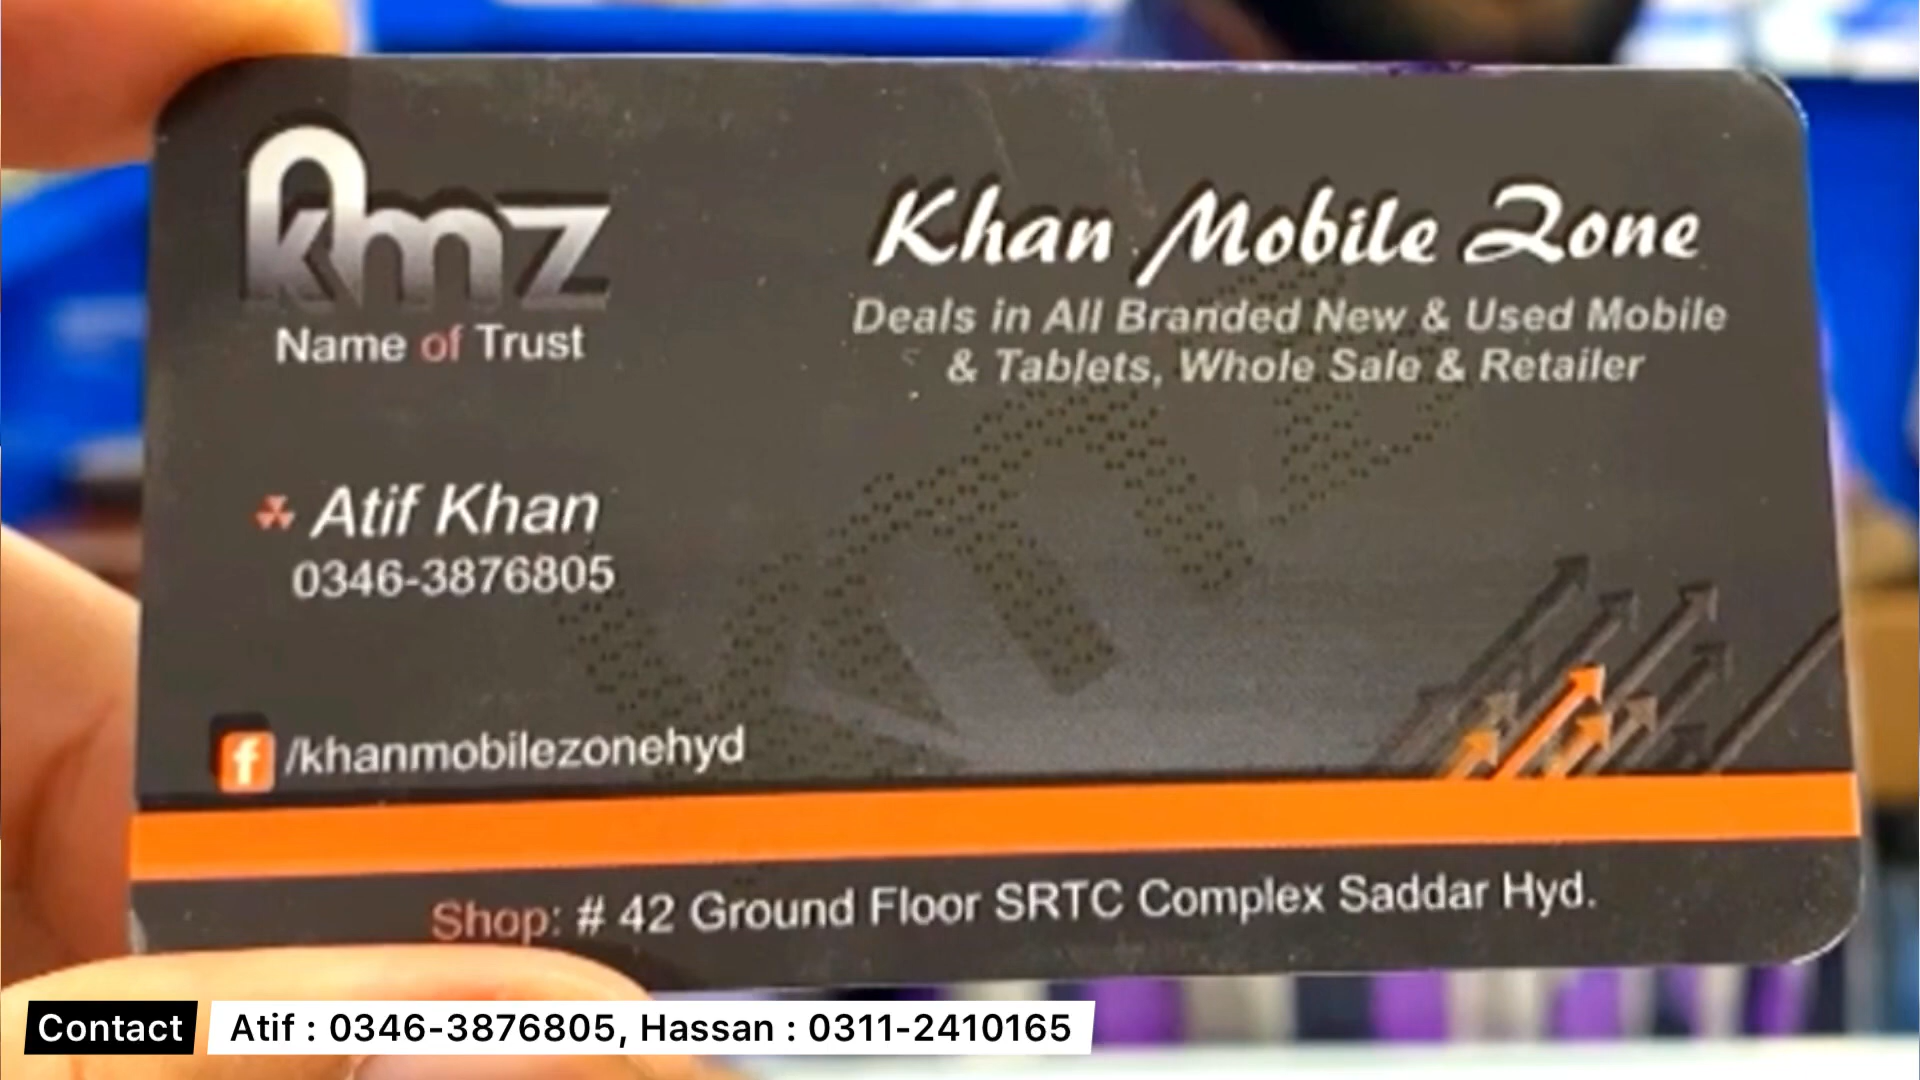 kmz
Name of Trust
Khan Mobile Zone
Deals in All Branded New & Used Mobile
& Tablets, Whole Sale & Retailer
Atif Khan
0346-3876805
f /khanmobilezonehyd
Shop: # 42 Ground Floor SRTC Complex Saddar Hyd.
Contact Atif : 0346-3876805, Hassan : 0311-2410165